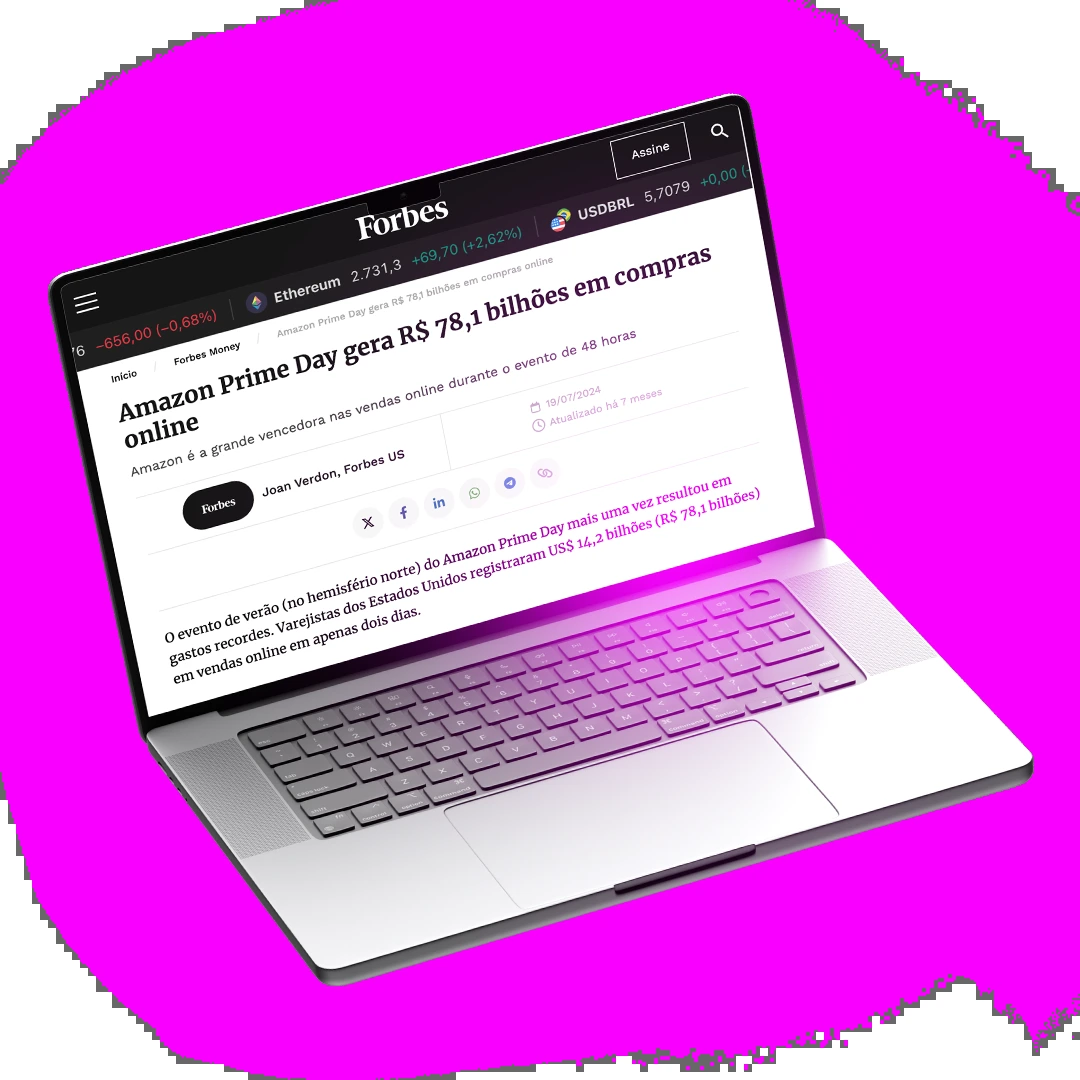 Assine
Forbes
76 −656,00 (−0,68%) Ethereum 2.731,3 +69,70 (+2,62%) USDBRL 5,7079 +0,00 (
Início / Forbes Money / Amazon Prime Day gera R$ 78,1 bilhões em compras online
Amazon Prime Day gera R$ 78,1 bilhões em compras
online
Amazon é a grande vencedora nas vendas online durante o evento de 48 horas
Forbes
Joan Verdon, Forbes US
19/07/2024
Atualizado há 7 meses
X f in
O evento de verão (no hemisfério norte) do Amazon Prime Day mais uma vez resultou em
gastos recordes. Varejistas dos Estados Unidos registraram US$ 14,2 bilhões (R$ 78,1 bilhões)
em vendas online em apenas dois dias.
Q W E R T Y U I O P
A S D F G H J K L
Z X C V B N M